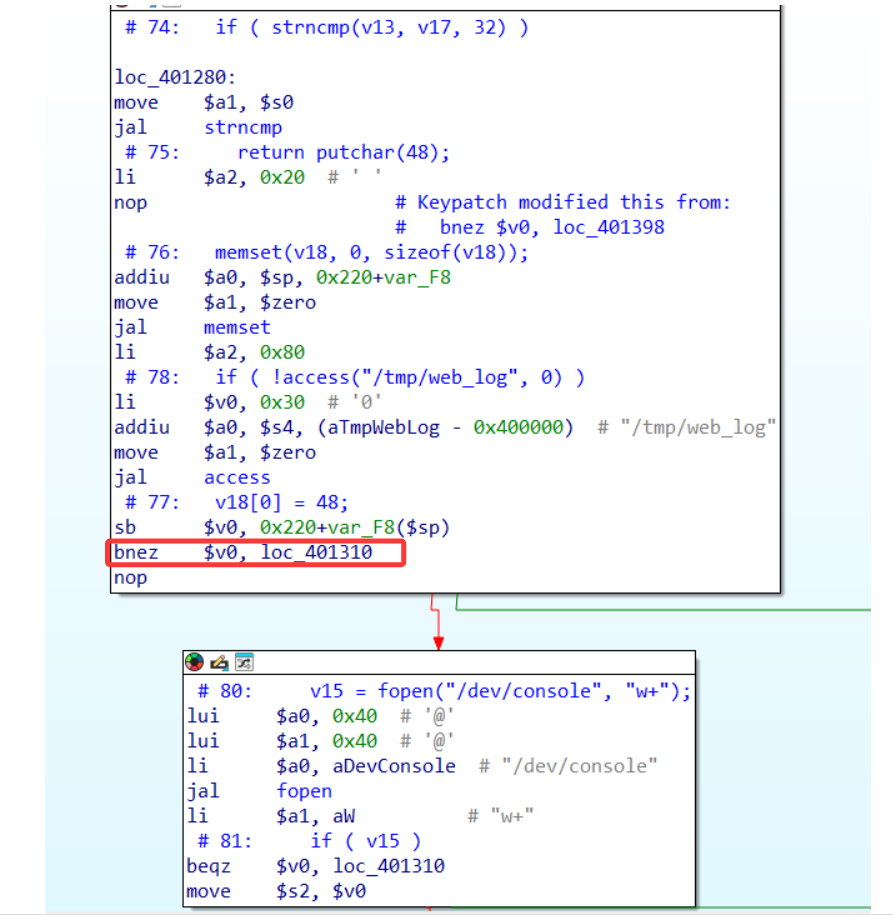 # 74:   if ( strncmp(v13, v17, 32) )
loc_401280:
move    $a1, $s0
jal     strncmp
# 75:     return putchar(48);
li      $a2, 0x20  # ' '
nop                     # Keypatch modified this from:
                        #   bnez $v0, loc_401398
# 76:   memset(v18, 0, sizeof(v18));
addiu   $a0, $sp, 0x220+var_F8
move    $a1, $zero
jal     memset
li      $a2, 0x80
# 78:   if ( !access("/tmp/web_log", 0) )
li      $v0, 0x30  # '0'
addiu   $a0, $s4, (aTmpWebLog - 0x400000)  # "/tmp/web_log"
move    $a1, $zero
jal     access
# 77:   v18[0] = 48;
sb      $v0, 0x220+var_F8($sp)
bnez    $v0, loc_401310
nop
# 80:     v15 = fopen("/dev/console", "w+");
lui     $a0, 0x40  # '@'
lui     $a1, 0x40  # '@'
li      $a0, aDevConsole  # "/dev/console"
jal     fopen
li      $a1, aW          # "w+"
# 81:     if ( v15 )
beqz    $v0, loc_401310
move    $s2, $v0